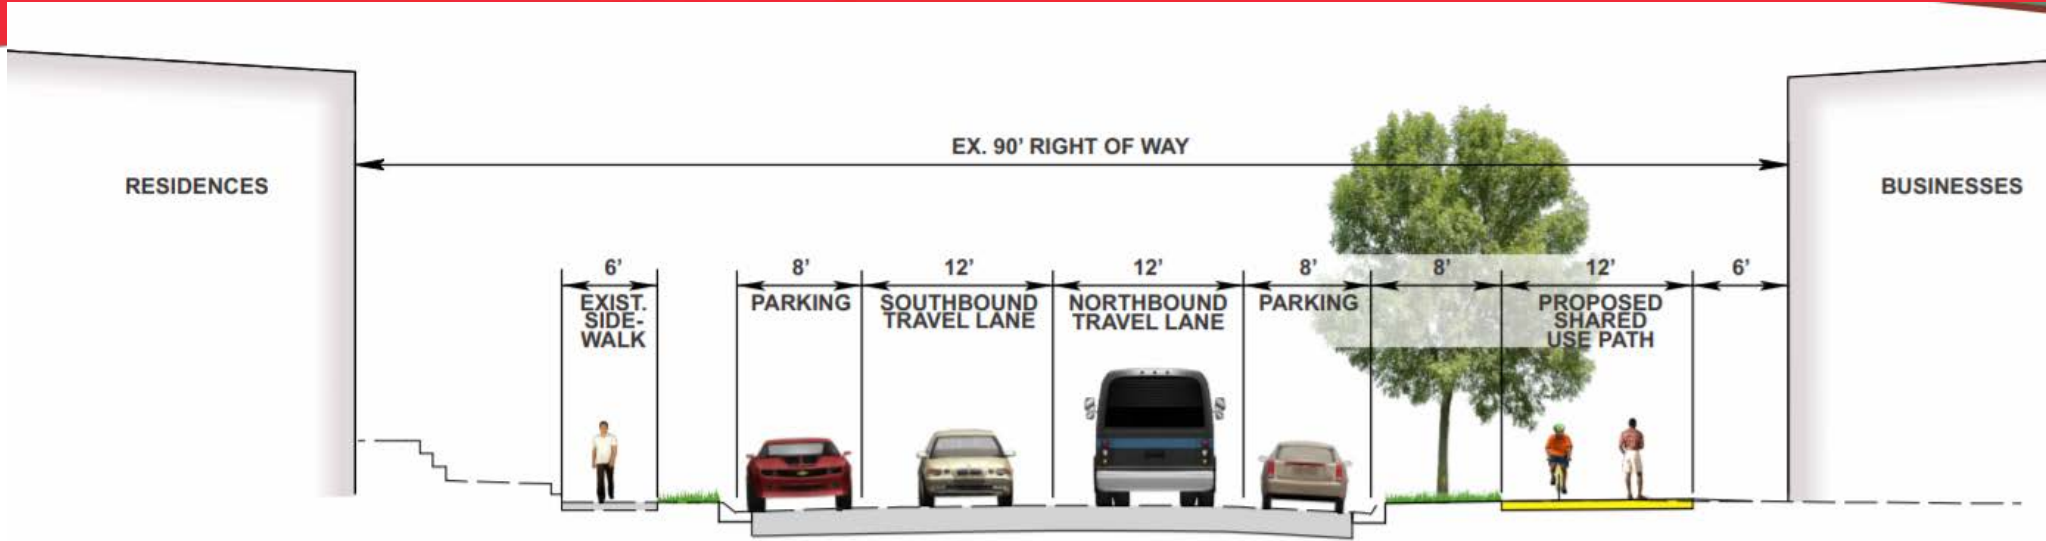 EX. 90' RIGHT OF WAY
RESIDENCES
BUSINESSES
6'
8'
12'
12'
8'
8'
12'
6'
EXIST.
SIDE-
WALK
PARKING
SOUTHBOUND
TRAVEL LANE
NORTHBOUND
TRAVEL LANE
PARKING
PROPOSED
SHARED
USE PATH